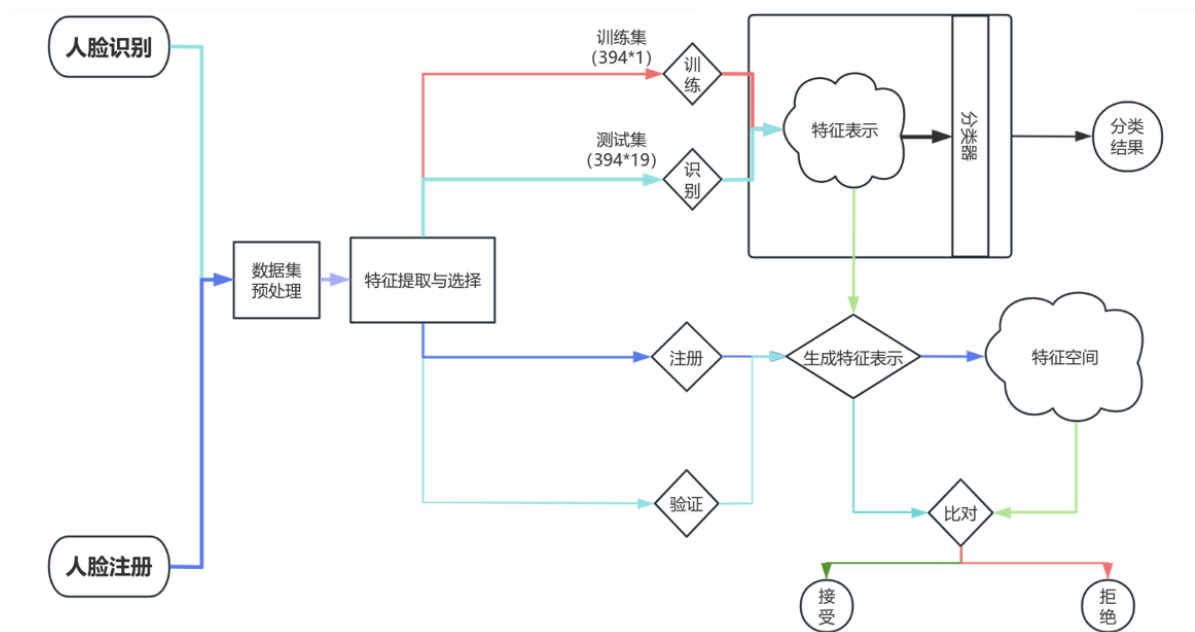 人脸识别
训练集
(394*1)
训
练
特征表示
分类器
分类
结果
测试集
(394*19)
识
别
数据集
预处理
特征提取与选择
注册
生成特征表示
特征空间
验证
比对
人脸注册
接
受
拒
绝